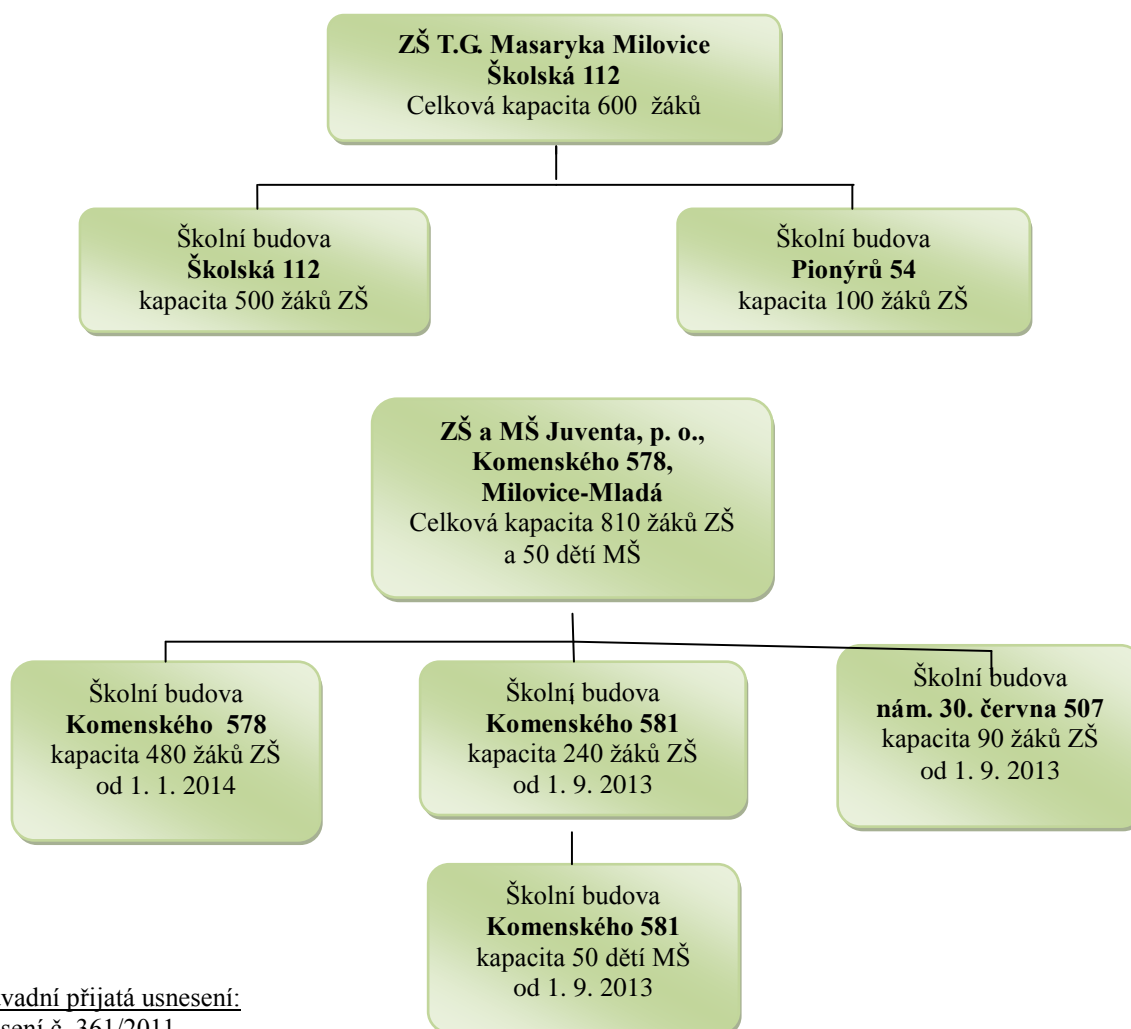 ZŠ T.G. Masaryka Milovice
Školská 112
Celková kapacita 600 žáků
Školní budova
Školská 112
kapacita 500 žáků ZŠ
Školní budova
Pionýrů 54
kapacita 100 žáků ZŠ
ZŠ a MŠ Juventa, p. o.,
Komenského 578,
Milovice-Mladá
Celková kapacita 810 žáků ZŠ
a 50 dětí MŠ
Školní budova
Komenského 578
kapacita 480 žáků ZŠ
od 1. 1. 2014
Školní budova
Komenského 581
kapacita 240 žáků ZŠ
od 1. 9. 2013
Školní budova
nám. 30. června 507
kapacita 90 žáků ZŠ
od 1. 9. 2013
Školní budova
Komenského 581
kapacita 50 dětí MŠ
od 1. 9. 2013
přijatá usnesení:
č. 361/2011